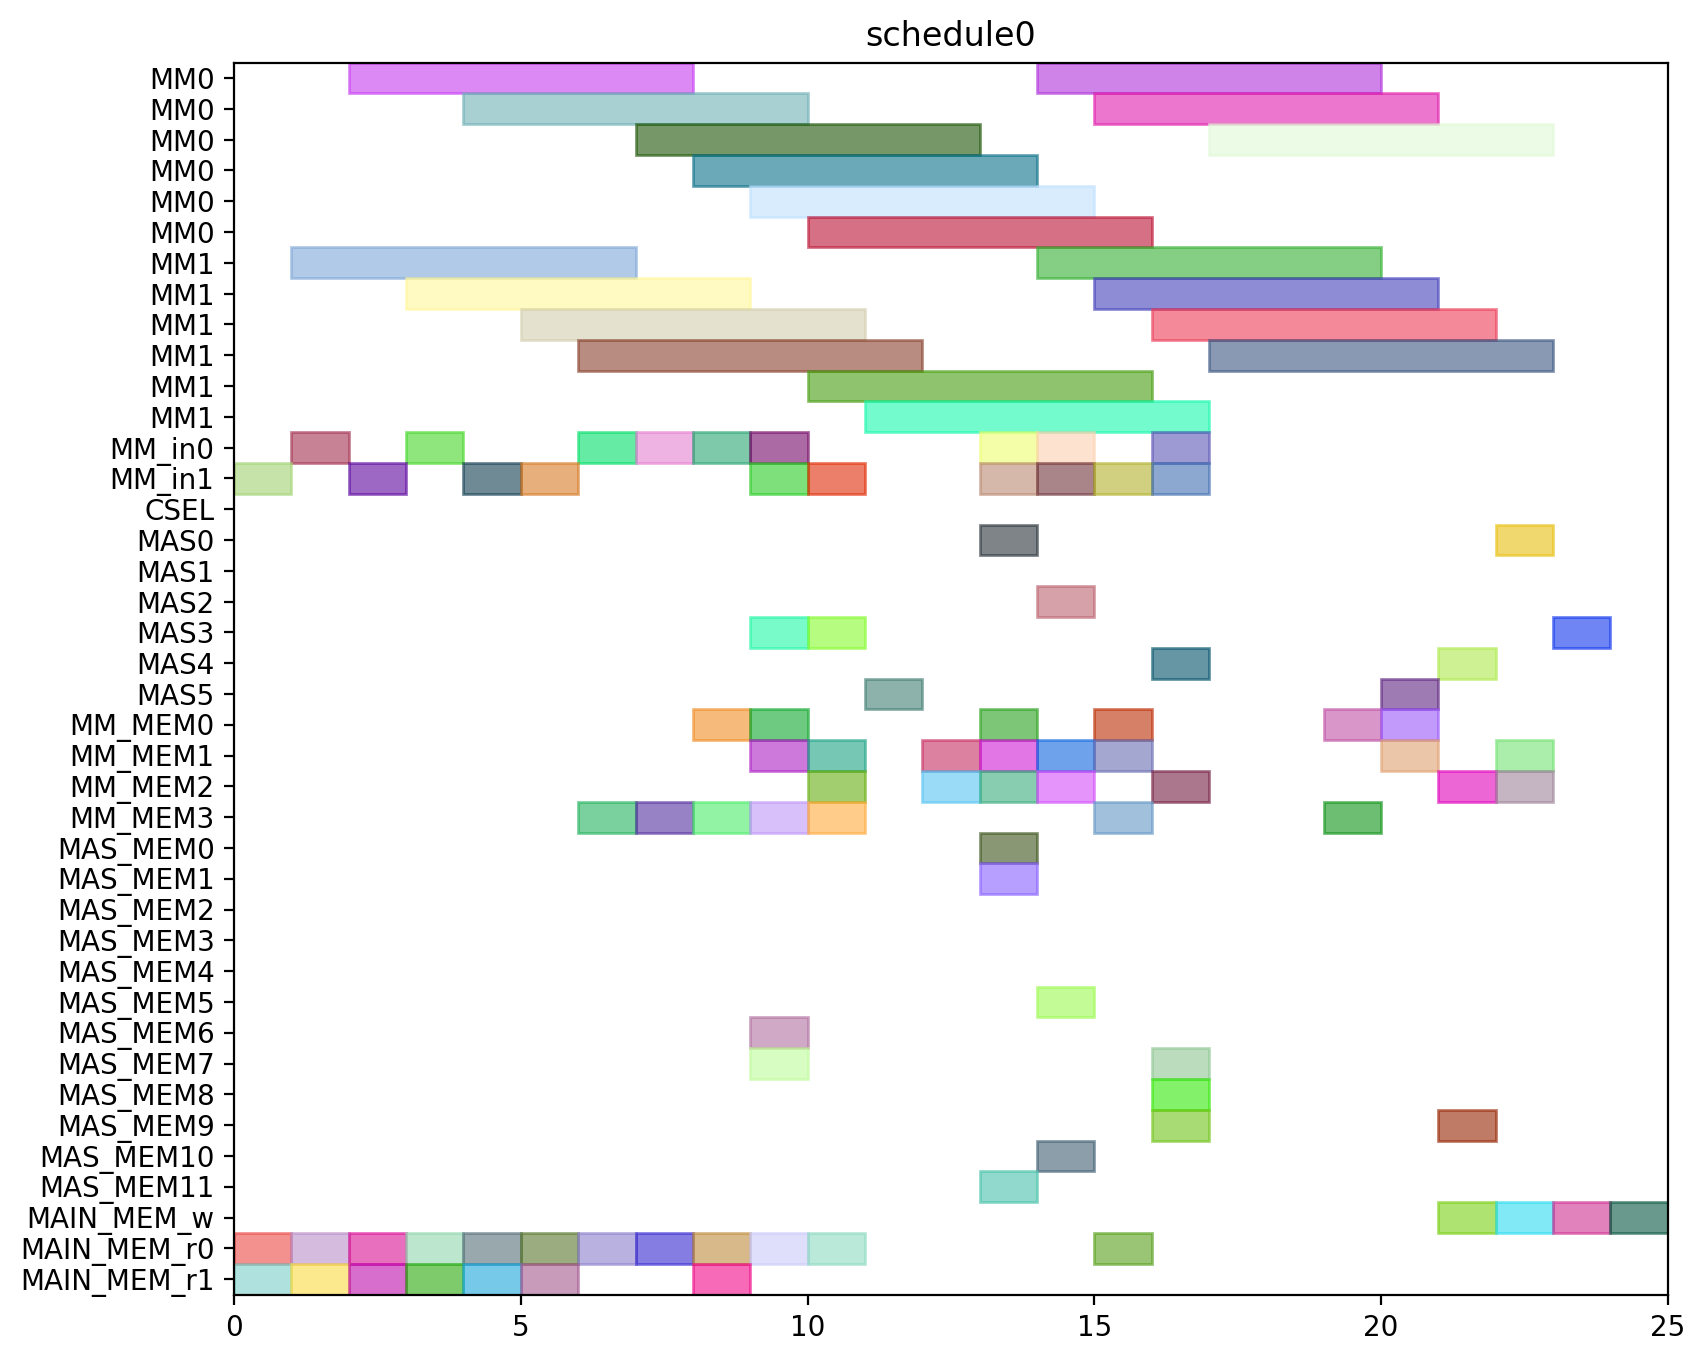 schedule0
MM0
MM0
MM0
MM0
MM0
MM0
MM1
MM1
MM1
MM1
MM1
MM1
MM_in0
MM_in1
CSEL
MAS0
MAS1
MAS2
MAS3
MAS4
MAS5
MM_MEM0
MM_MEM1
MM_MEM2
MM_MEM3
MAS_MEM0
MAS_MEM1
MAS_MEM2
MAS_MEM3
MAS_MEM4
MAS_MEM5
MAS_MEM6
MAS_MEM7
MAS_MEM8
MAS_MEM9
MAS_MEM10
MAS_MEM11
MAIN_MEM_w
MAIN_MEM_r0
MAIN_MEM_r1
0 5 10 15 20 25